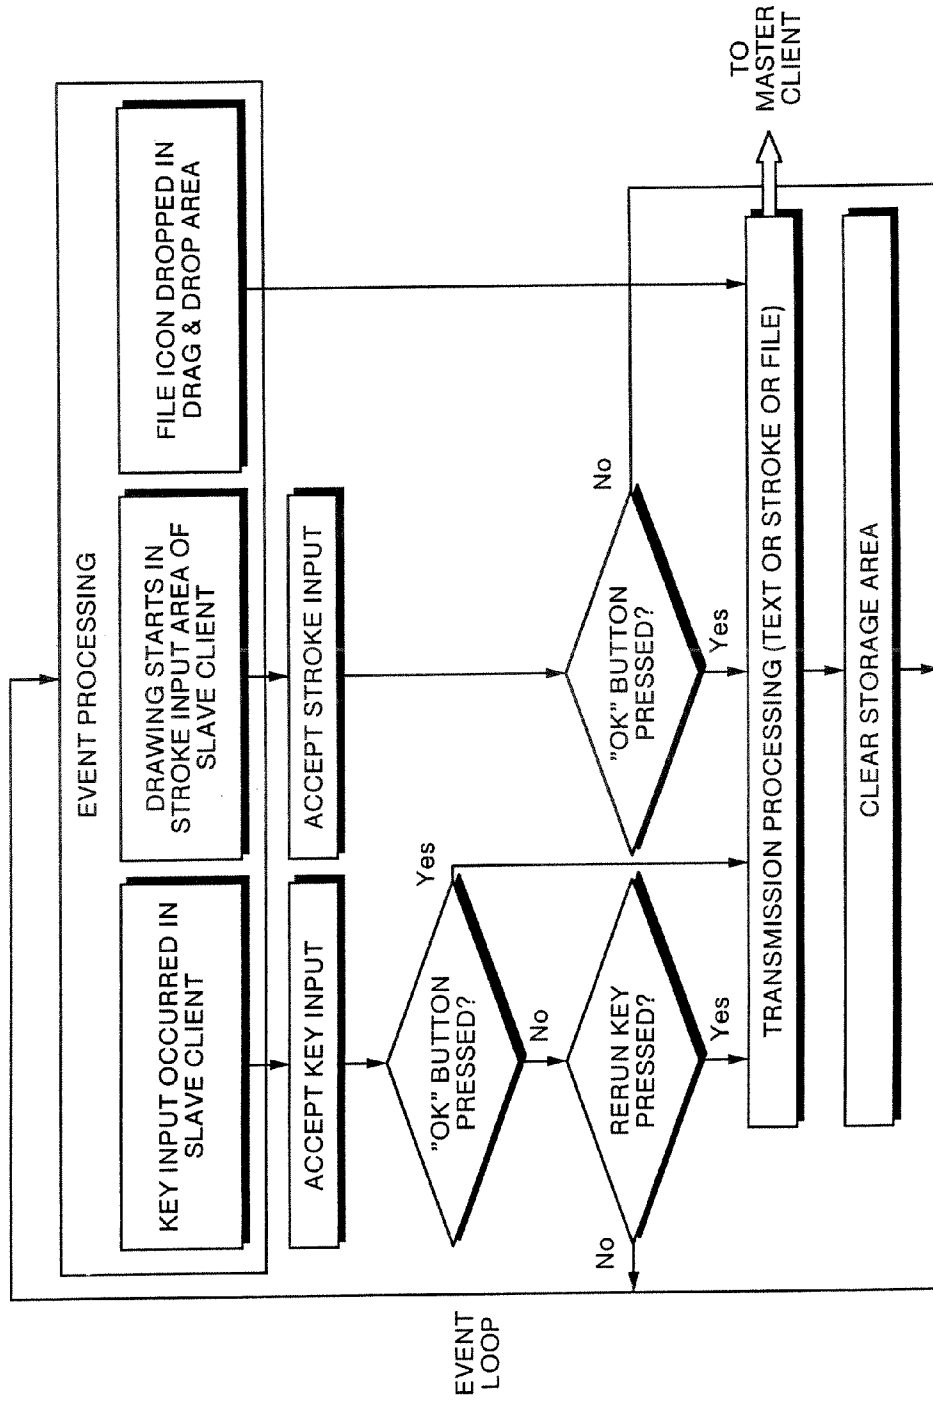 EVENT PROCESSING
KEY INPUT OCCURRED IN
SLAVE CLIENT
DRAWING STARTS IN
STROKE INPUT AREA OF
SLAVE CLIENT
FILE ICON DROPPED IN
DRAG & DROP AREA
ACCEPT KEY INPUT
ACCEPT STROKE INPUT
EVENT
LOOP
"OK" BUTTON
PRESSED?
Yes
No
RERUN KEY
PRESSED?
No
Yes
"OK" BUTTON
PRESSED?
No
Yes
TRANSMISSION PROCESSING (TEXT OR STROKE OR FILE)
TO
MASTER
CLIENT
CLEAR STORAGE AREA